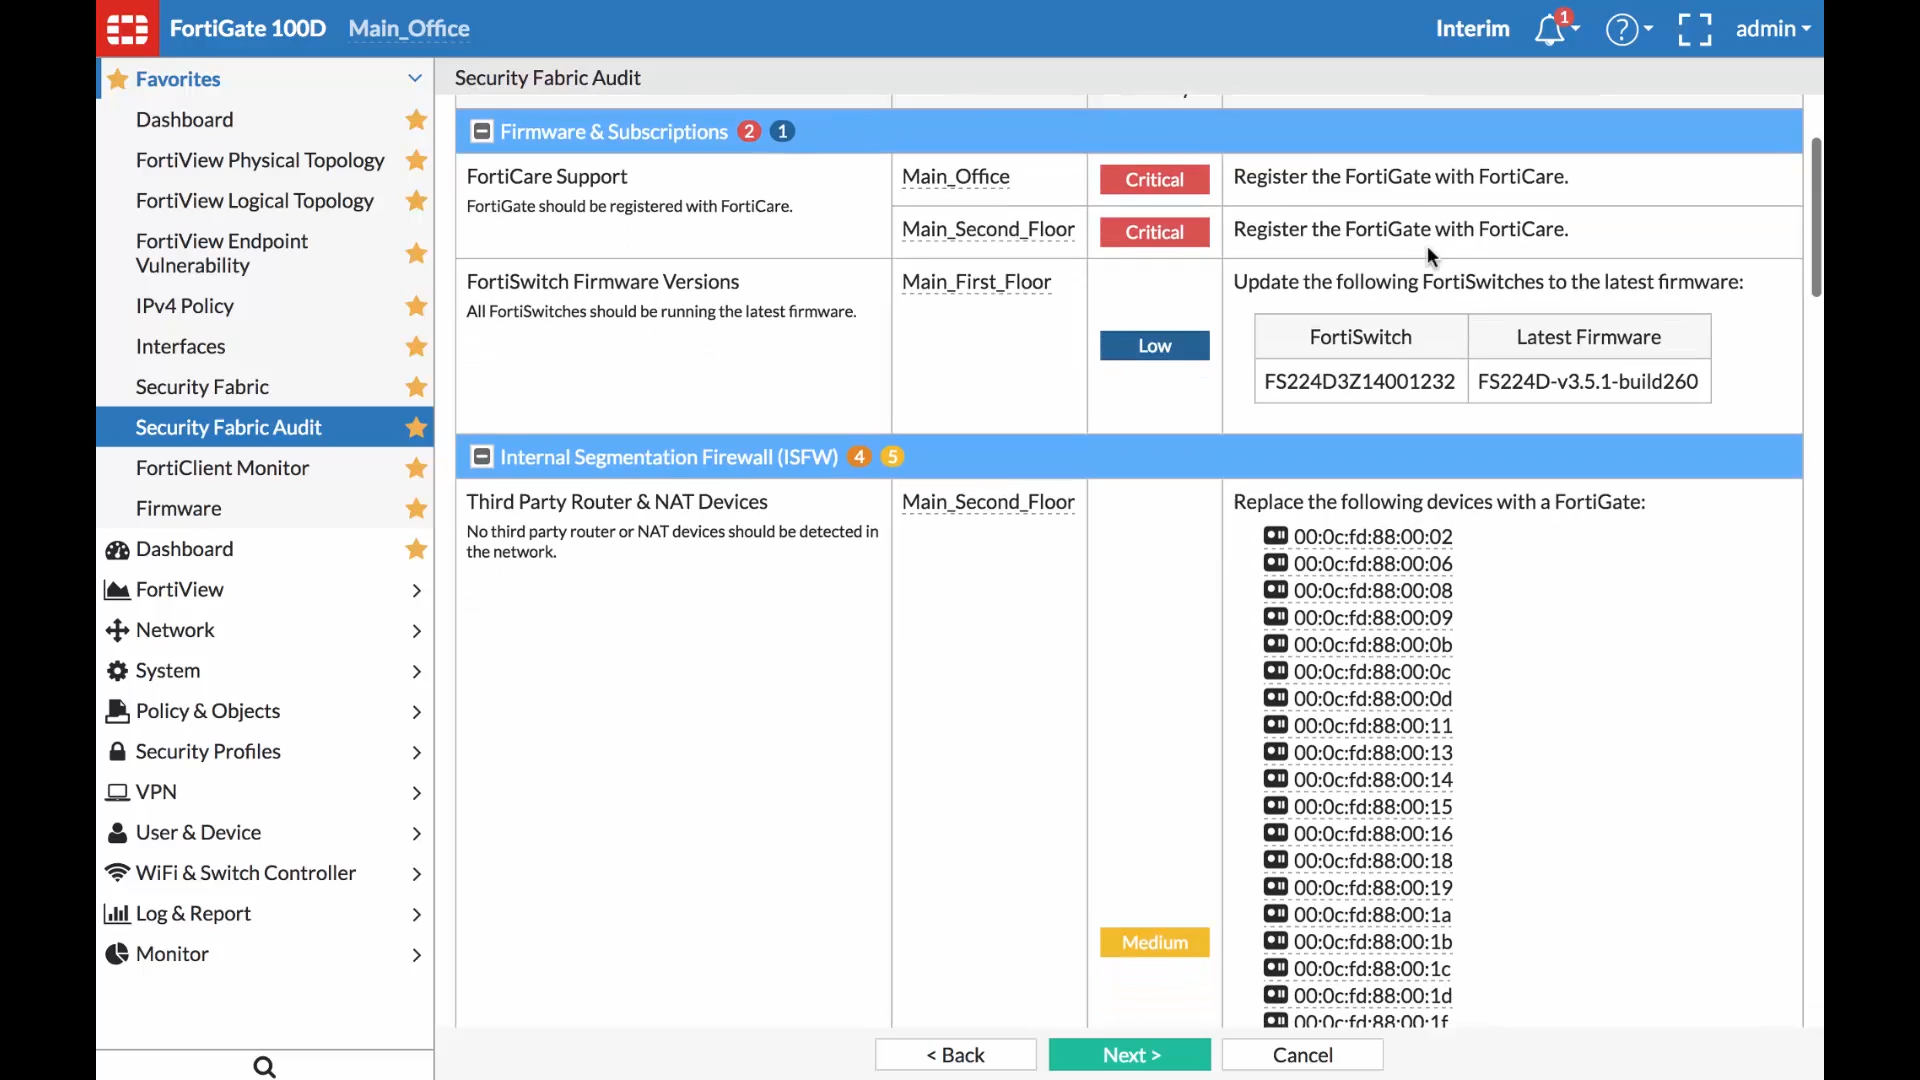 FortiGate 100D Main_Office
Interim
1
?
admin
Favorites
Dashboard
FortiView Physical Topology
FortiView Logical Topology
FortiView Endpoint
Vulnerability
IPv4 Policy
Interfaces
Security Fabric
Security Fabric Audit
FortiClient Monitor
Firmware
Dashboard
FortiView
Network
System
Policy & Objects
Security Profiles
VPN
User & Device
WiFi & Switch Controller
Log & Report
Monitor
Security Fabric Audit
Firmware & Subscriptions 2 1
FortiCare Support
FortiGate should be registered with FortiCare.
Main_Office
Critical
Register the FortiGate with FortiCare.
Main_Second_Floor
Critical
Register the FortiGate with FortiCare.
FortiSwitch Firmware Versions
All FortiSwitches should be running the latest firmware.
Main_First_Floor
Low
Update the following FortiSwitches to the latest firmware:
FortiSwitch Latest Firmware
FS224D3Z14001232 FS224D-v3.5.1-build260
Internal Segmentation Firewall (ISFW) 4 5
Third Party Router & NAT Devices
No third party router or NAT devices should be detected in
the network.
Main_Second_Floor
Medium
Replace the following devices with a FortiGate:
00:0c:fd:88:00:02
00:0c:fd:88:00:06
00:0c:fd:88:00:08
00:0c:fd:88:00:09
00:0c:fd:88:00:0b
00:0c:fd:88:00:0c
00:0c:fd:88:00:0d
00:0c:fd:88:00:11
00:0c:fd:88:00:13
00:0c:fd:88:00:14
00:0c:fd:88:00:15
00:0c:fd:88:00:16
00:0c:fd:88:00:18
00:0c:fd:88:00:19
00:0c:fd:88:00:1a
00:0c:fd:88:00:1b
00:0c:fd:88:00:1c
00:0c:fd:88:00:1d
00:0c:fd:88:00:1f
< Back
Next >
Cancel